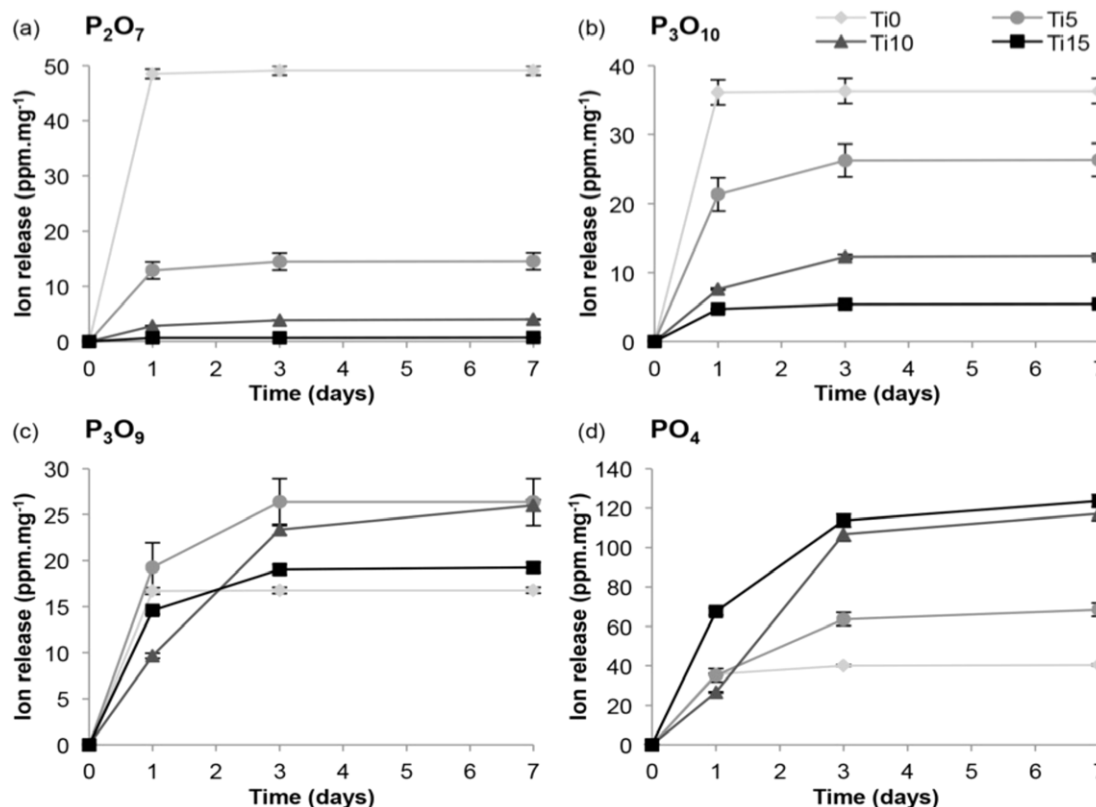 (a) P₂O₇
(b) P₃O₁₀
Ti0 Ti5
Ti10 Ti15
Ion release (ppm.mg⁻¹)
50
40
30
20
10
0
0 1 2 3 4 5 6 7
Time (days)
Ion release (ppm.mg⁻¹)
40
30
20
10
0
0 1 2 3 4 5 6
Time (days)
(c) P₃O₉
(d) PO₄
Ion release (ppm.mg⁻¹)
30
25
20
15
10
5
0
0 1 2 3 4 5 6 7
Time (days)
Ion release (ppm.mg⁻¹)
140
120
100
80
60
40
20
0
0 1 2 3 4 5 6 7
Time (days)